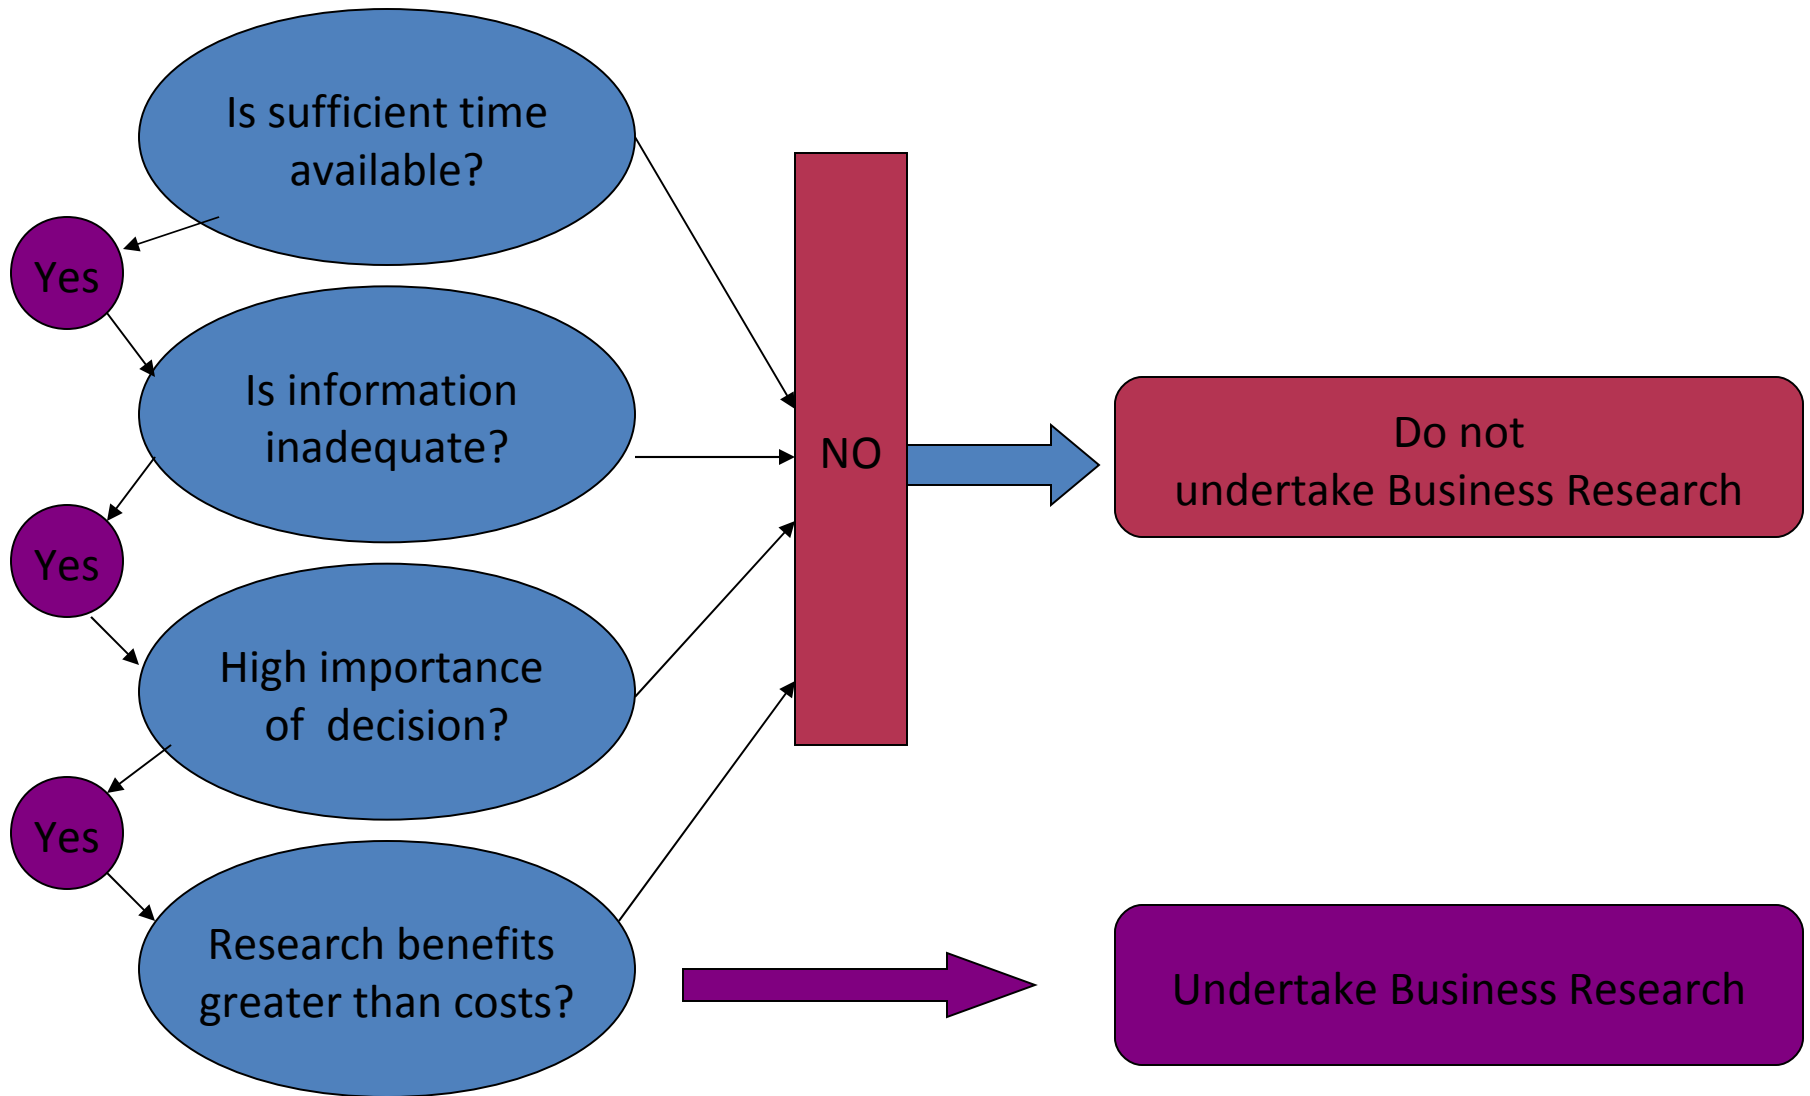 Is sufficient time
available?
Yes
Is information
inadequate?
Yes
High importance
of  decision?
Yes
Research benefits
greater than costs?
NO
Do not
undertake Business Research
Undertake Business Research